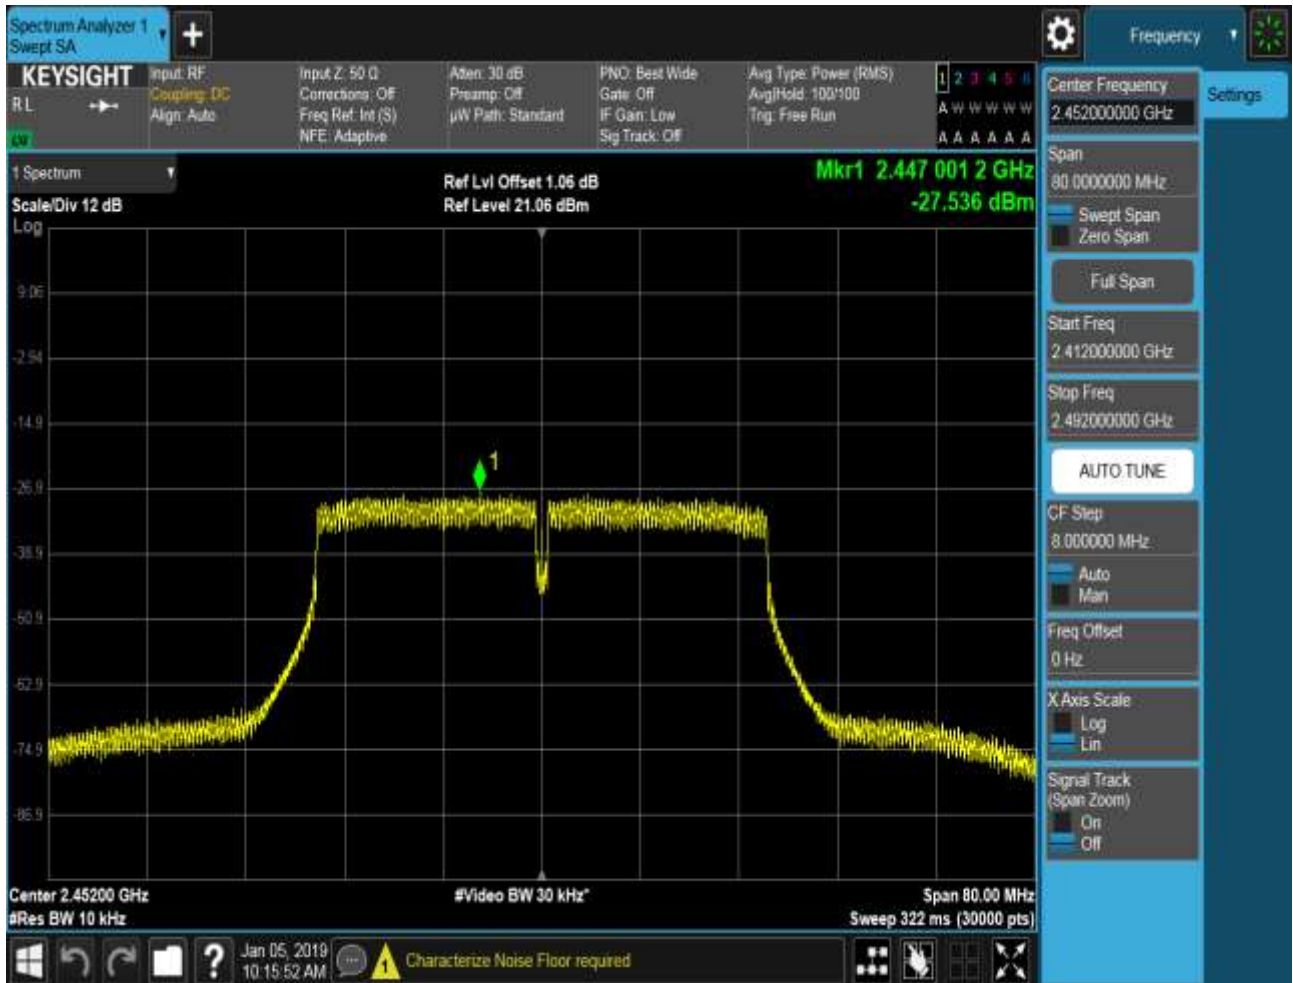 Spectrum Analyzer 1
Swept SA
+
Frequency
KEYSIGHT
RL
Input: RF
Coupling: DC
Align: Auto
Input Z: 50 Ω
Corrections: Off
Freq Ref: Int (S)
NFE: Adaptive
Atten: 30 dB
Preamp: Off
µW Path: Standard
PNO: Best Wide
Gate: Off
IF Gain: Low
Sig Track: Off
Avg Type: Power (RMS)
Avg|Hold: 100/100
Trig: Free Run
1 2 3 4 5 6
A W W W W W
A A A A A A
1 Spectrum
Scale/Div 12 dB
Log
Ref Lvl Offset 1.06 dB
Ref Level 21.06 dBm
Mkr1 2.447 001 2 GHz
-27.536 dBm
9.06
-2.94
-14.9
-26.9
-38.9
-50.9
-62.9
-74.9
-86.9
1
Center 2.45200 GHz
#Res BW 10 kHz
#Video BW 30 kHz*
Span 80.00 MHz
Sweep 322 ms (30000 pts)
Jan 05, 2019
10:15:52 AM
Characterize Noise Floor required
Settings
Center Frequency
2.452000000 GHz
Span
80.0000000 MHz
Swept Span
Zero Span
Full Span
Start Freq
2.412000000 GHz
Stop Freq
2.492000000 GHz
AUTO TUNE
CF Step
8.000000 MHz
Auto
Man
Freq Offset
0 Hz
X Axis Scale
Log
Lin
Signal Track
(Span Zoom)
On
Off